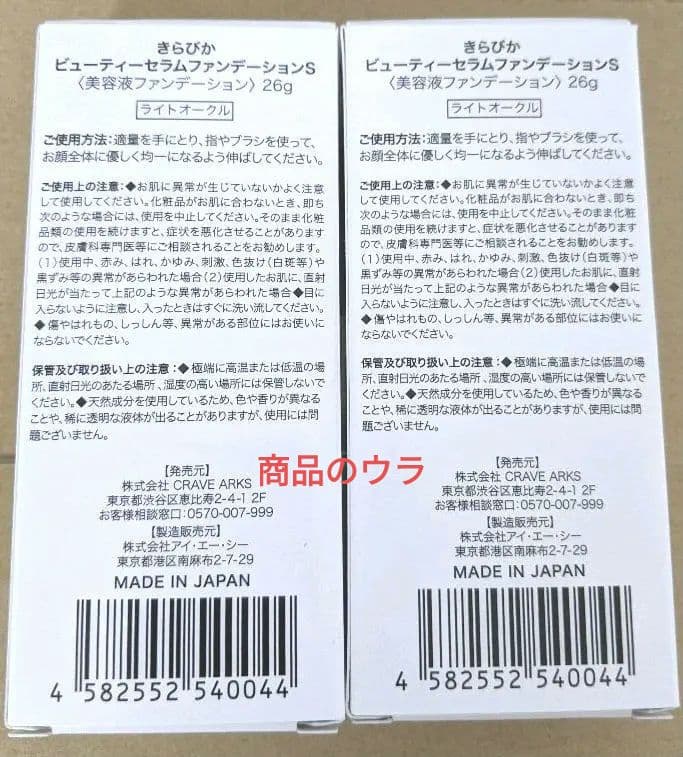 きらぴか
ビューティーセラムファンデーションS
〈美容液ファンデーション〉26g
ライトオークル
ご使用方法:適量を手にとり、指やブラシを使って、
お顔全体に優しく均一になるよう伸ばしてください。
ご使用上の注意:◆お肌に異常が生じていないかよく注意
して使用してください。化粧品がお肌に合わないとき、即ち
次のような場合には、使用を中止してください。そのまま化粧
品類の使用を続けますと、症状を悪化させることがあります
ので、皮膚科専門医等にご相談されることをお勧めします。
(1)使用中、赤み、はれ、かゆみ、刺激、色抜け(白斑等)や
黒ずみ等の異常があらわれた場合(2)使用したお肌に、直射
日光が当たって上記のような異常があらわれた場合◆目に
入らないように注意し、入ったときはすぐに洗い流してください。
◆傷やはれもの、しっしん等、異常がある部位にはお使いに
ならないでください。
保管及び取り扱い上の注意:◆極端に高温または低温の場
所、直射日光のあたる場所、湿度の高い場所には保管しないで
ください。◆天然成分を使用しているため、色や香りが異なる
ことや、稀に透明な液体が出ることがありますが、使用には問
題ございません。
【発売元】
株式会社 CRAVE ARKS
東京都渋谷区恵比寿2-4-1 2F
お客様相談窓口:0570-007-999
【製造販売元】
株式会社アイ・エー・シー
東京都港区南麻布2-7-29
MADE IN JAPAN
4 582552 540044
商品のウラ
きらぴか
ビューティーセラムファンデーションS
〈美容液ファンデーション〉26g
ライトオークル
ご使用方法:適量を手にとり、指やブラシを使って、
お顔全体に優しく均一になるよう伸ばしてください。
ご使用上の注意:◆お肌に異常が生じていないかよく注意
して使用してください。化粧品がお肌に合わないとき、即ち
次のような場合には、使用を中止してください。そのまま化粧
品類の使用を続けますと、症状を悪化させることがあります
ので、皮膚科専門医等にご相談されることをお勧めします。
(1)使用中、赤み、はれ、かゆみ、刺激、色抜け(白斑等)や
黒ずみ等の異常があらわれた場合(2)使用したお肌に、直射
日光が当たって上記のような異常があらわれた場合◆目に
入らないように注意し、入ったときはすぐに洗い流してください。
◆傷やはれもの、しっしん等、異常がある部位にはお使いに
ならないでください。
保管及び取り扱い上の注意:◆極端に高温または低温の場
所、直射日光のあたる場所、湿度の高い場所には保管しないで
ください。◆天然成分を使用しているため、色や香りが異なる
ことや、稀に透明な液体が出ることがありますが、使用には問
題ございません。
【発売元】
株式会社 CRAVE ARKS
東京都渋谷区恵比寿2-4-1 2F
お客様相談窓口:0570-007-999
【製造販売元】
株式会社アイ・エー・シー
東京都港区南麻布2-7-29
MADE IN JAPAN
4 582552 540044